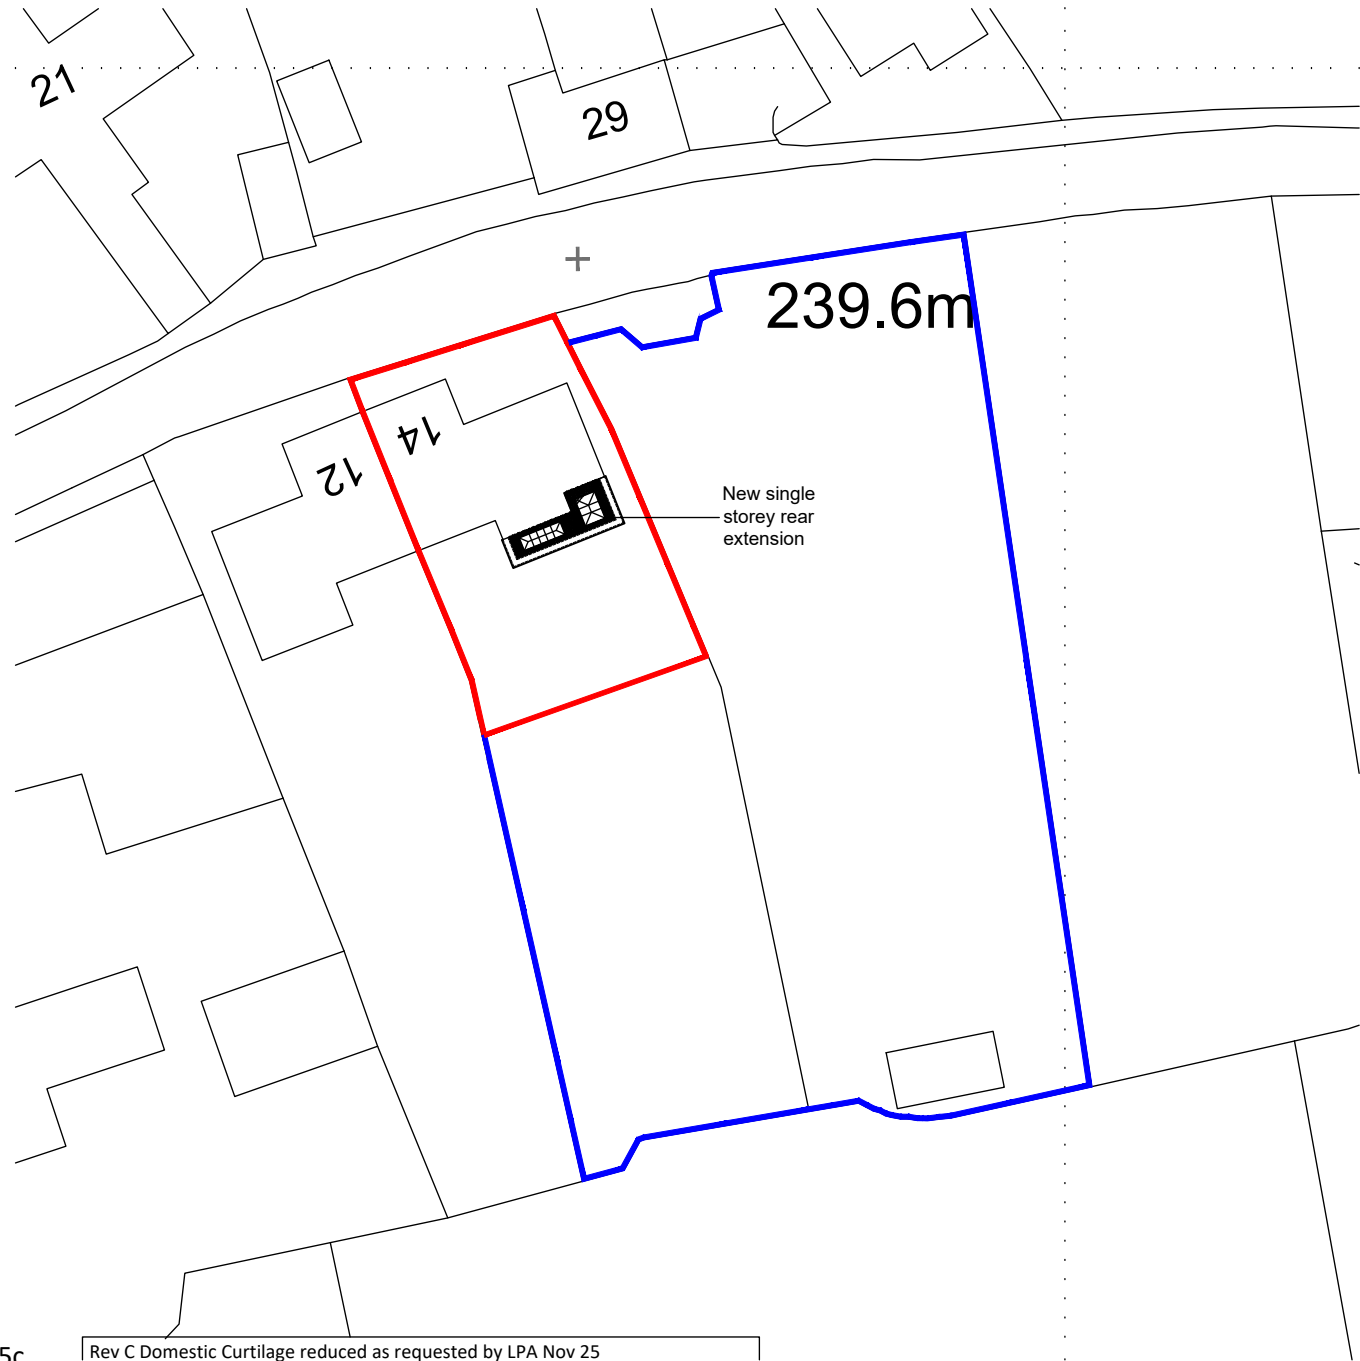 21
29
239.6m
14
12
New single
storey rear
extension
5c
Rev C Domestic Curtilage reduced as requested by LPA Nov 25